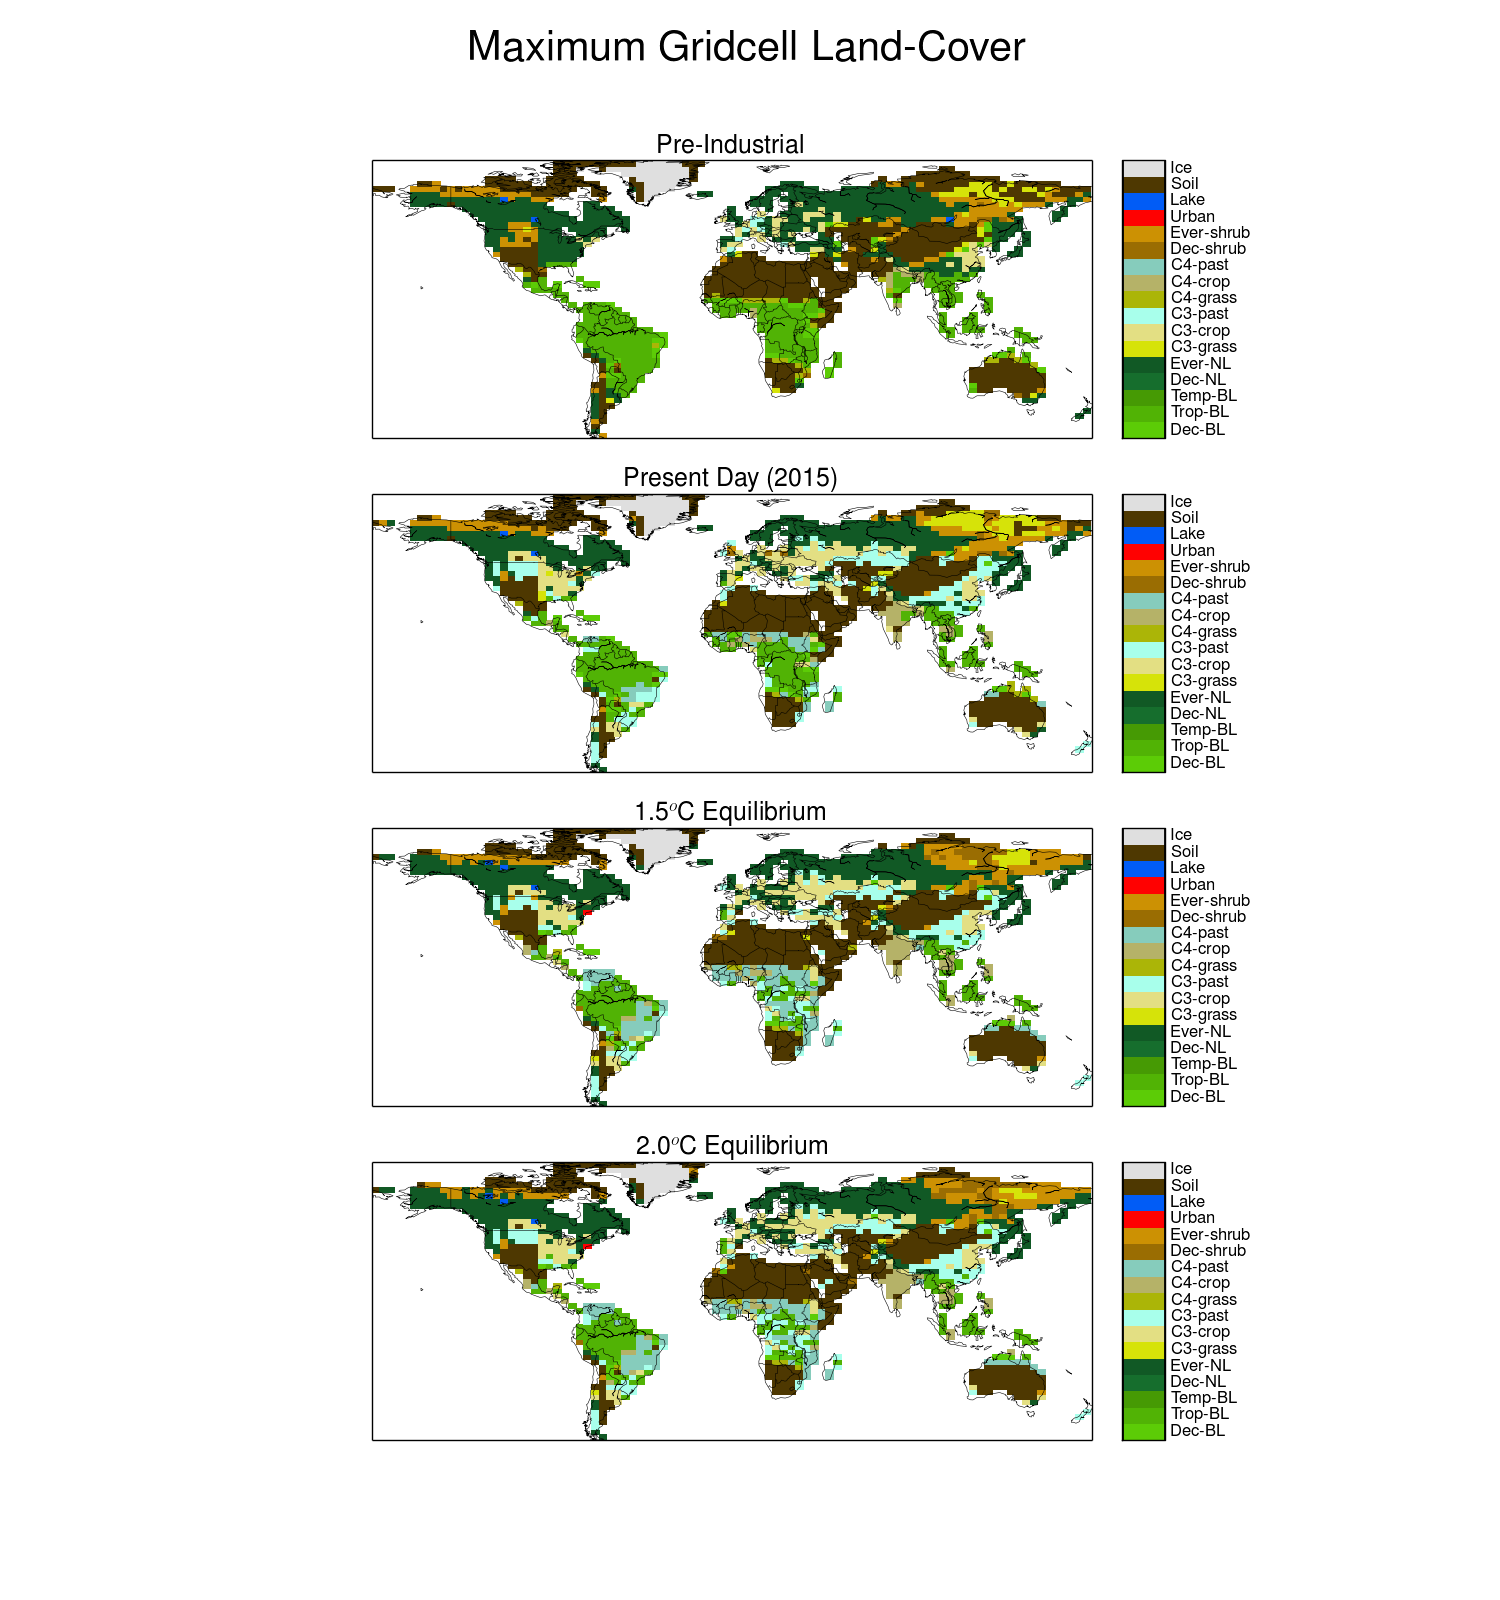 Maximum Gridcell Land-Cover
Pre-Industrial
Ice
Soil
Lake
Urban
Ever-shrub
Dec-shrub
C4-past
C4-crop
C4-grass
C3-past
C3-crop
C3-grass
Ever-NL
Dec-NL
Temp-BL
Trop-BL
Dec-BL
Present Day (2015)
Ice
Soil
Lake
Urban
Ever-shrub
Dec-shrub
C4-past
C4-crop
C4-grass
C3-past
C3-crop
C3-grass
Ever-NL
Dec-NL
Temp-BL
Trop-BL
Dec-BL
1.5°C Equilibrium
Ice
Soil
Lake
Urban
Ever-shrub
Dec-shrub
C4-past
C4-crop
C4-grass
C3-past
C3-crop
C3-grass
Ever-NL
Dec-NL
Temp-BL
Trop-BL
Dec-BL
2.0°C Equilibrium
Ice
Soil
Lake
Urban
Ever-shrub
Dec-shrub
C4-past
C4-crop
C4-grass
C3-past
C3-crop
C3-grass
Ever-NL
Dec-NL
Temp-BL
Trop-BL
Dec-BL